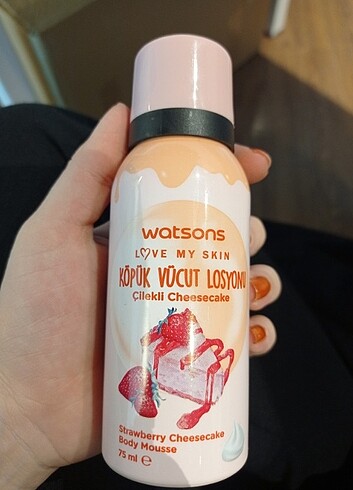 watsons
LOVE MY SKIN
KÖPÜK VÜCUT LOSYONU
Çilekli Cheesecake
Strawberry Cheesecake
Body Mousse
75 ml e